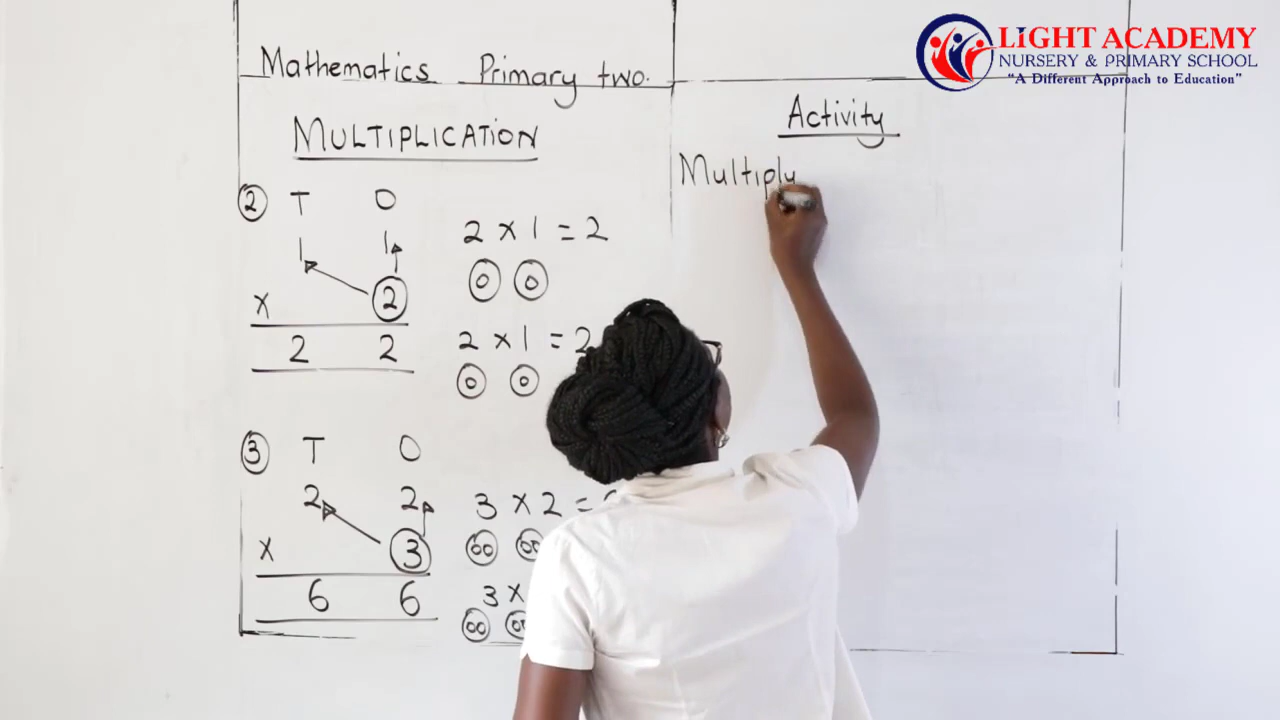 LiGHT ACADEMY
NURSERY & PRIMARY SCHOOL
"A Different Approach to Education"
Mathematics Primary two.
MULTIPLICATION
② T O
1 1
x ②
2 2
2 x 1 = 2
2 x 1 = 2
③ T O
2 2
x ③
6 6
3 x 2 =
3 x
Activity
Multiply